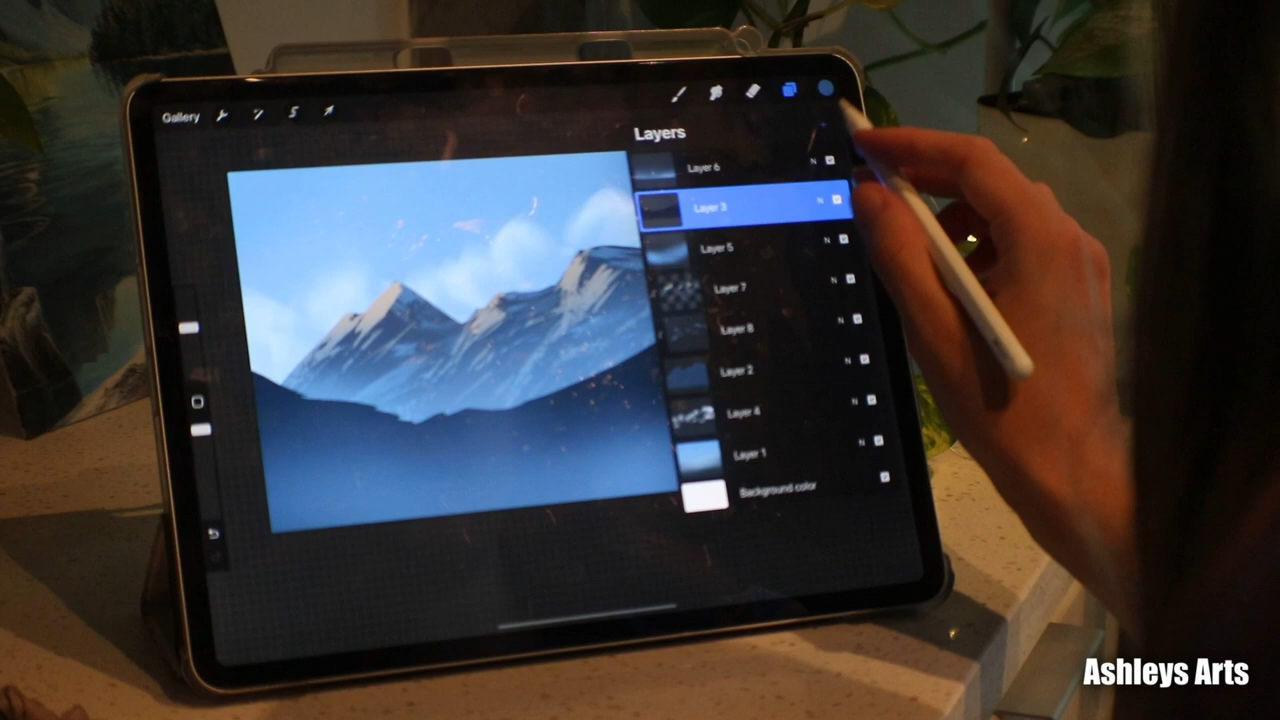 Gallery
Layers
Layer 6 N
Layer 3 N
Layer 5 N
Layer 7 N
Layer 8 N
Layer 2 N
Layer 4 N
Layer 1 N
Background color
Ashleys Arts